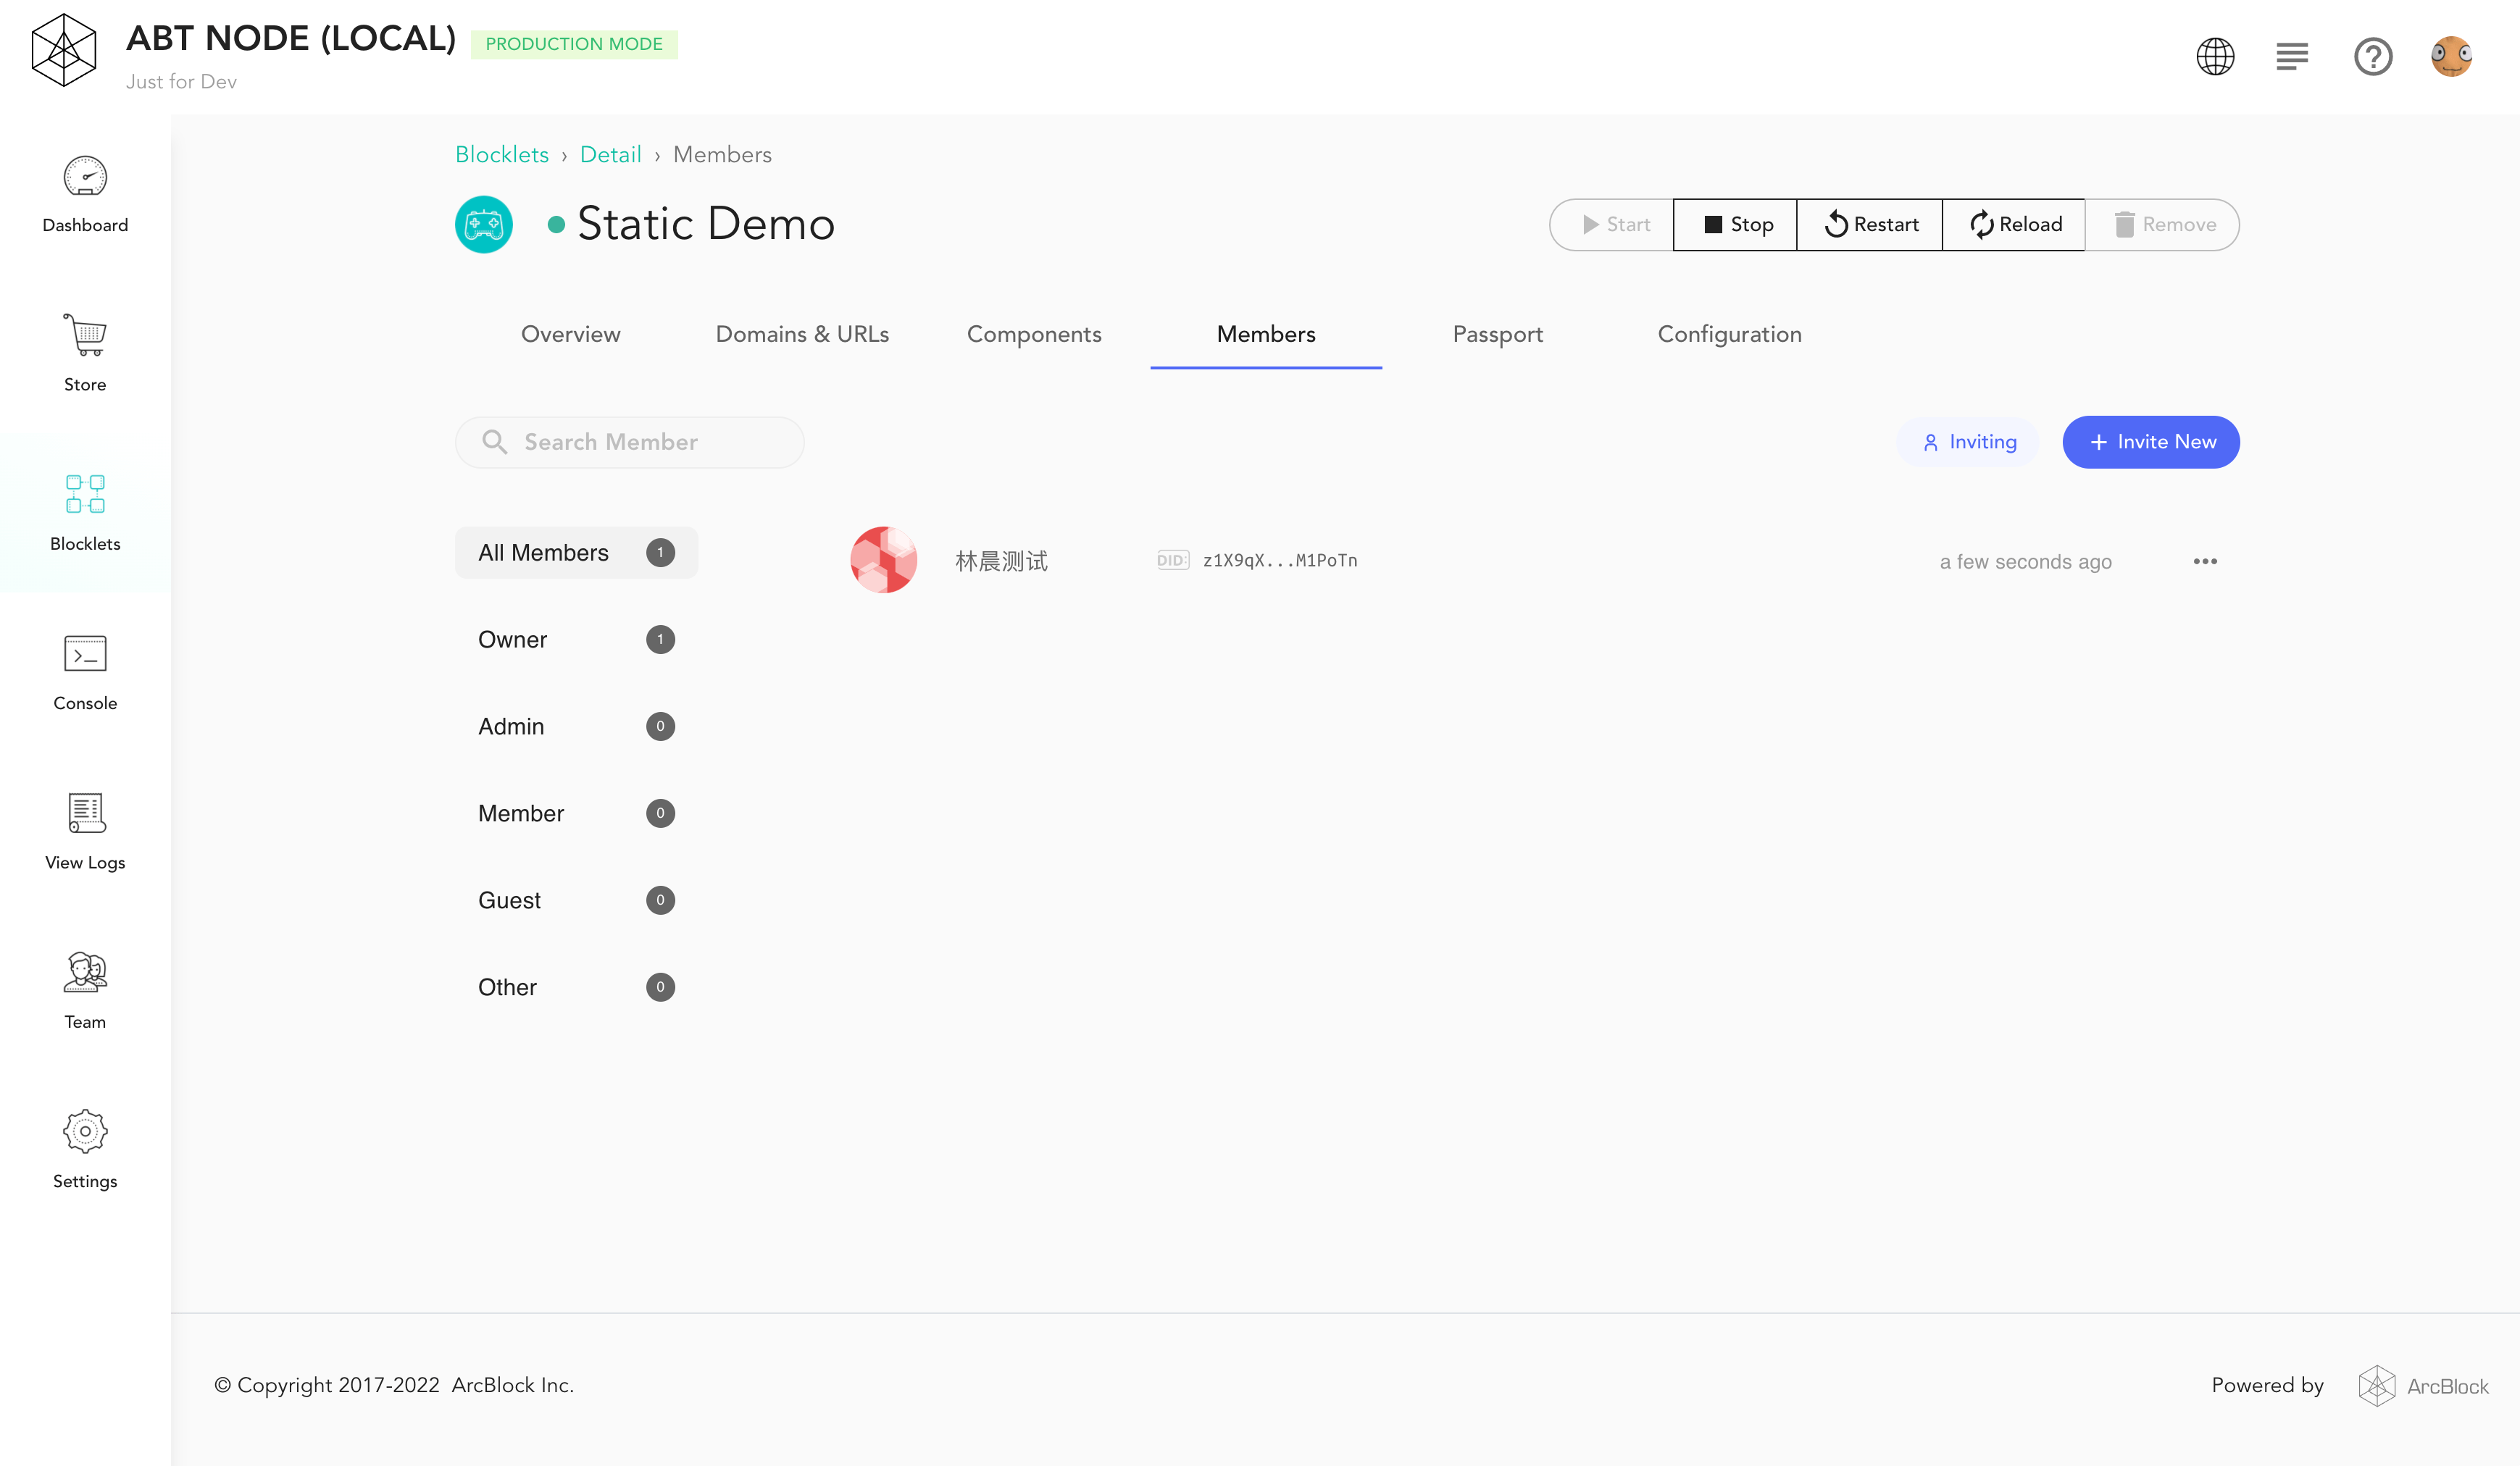 ABT NODE (LOCAL) PRODUCTION MODE
Just for Dev
Dashboard
Store
Blocklets
Console
View Logs
Team
Settings
Blocklets › Detail › Members
Static Demo
Start Stop Restart Reload Remove
Overview Domains & URLs Components Members Passport Configuration
Search Member
Inviting + Invite New
All Members 1
Owner 1
Admin 0
Member 0
Guest 0
Other 0
林晨测试 DID: z1X9qX...M1PoTn a few seconds ago
© Copyright 2017-2022 ArcBlock Inc.
Powered by ArcBlock